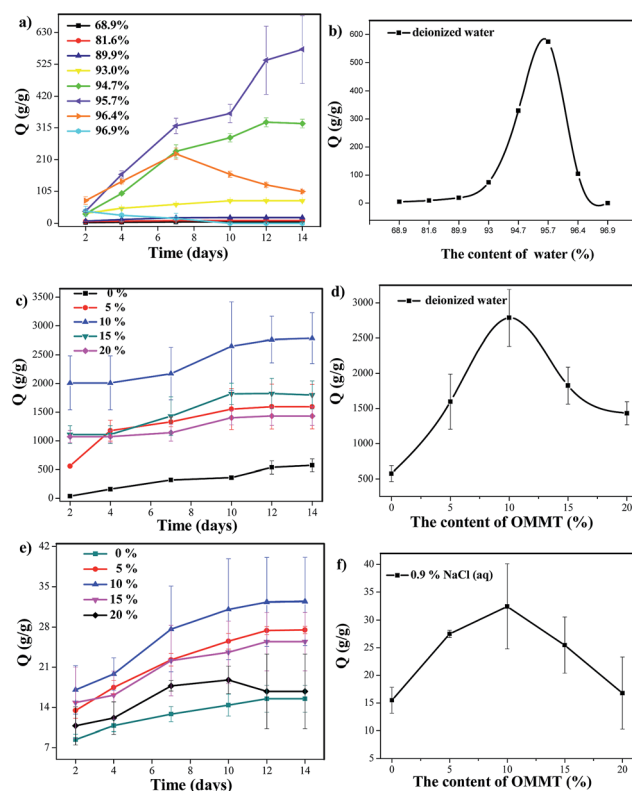 a)
68.9%
81.6%
89.9%
93.0%
94.7%
95.7%
96.4%
96.9%
630
525
420
315
210
105
0
Q (g/g)
2 4 7 10 12 14
Time (days)
b)
deionized water
600
500
400
300
200
100
0
Q (g/g)
68.9 81.6 89.9 93 94.7 95.7 96.4 96.9
The content of water (%)
c)
0 %
5 %
10 %
15 %
20 %
3500
3000
2500
2000
1500
1000
500
0
Q (g/g)
2 4 7 10 12 14
Time (days)
d)
deionized water
3000
2500
2000
1500
1000
500
Q (g/g)
0 5 10 15 20
The content of OMMT (%)
e)
0 %
5 %
10 %
15 %
20 %
42
35
28
21
14
7
Q (g/g)
2 4 7 10 12 14
Time (days)
f)
0.9 % NaCl (aq)
40
35
30
25
20
15
10
5
Q (g/g)
0 5 10 15 20
The content of OMMT (%)